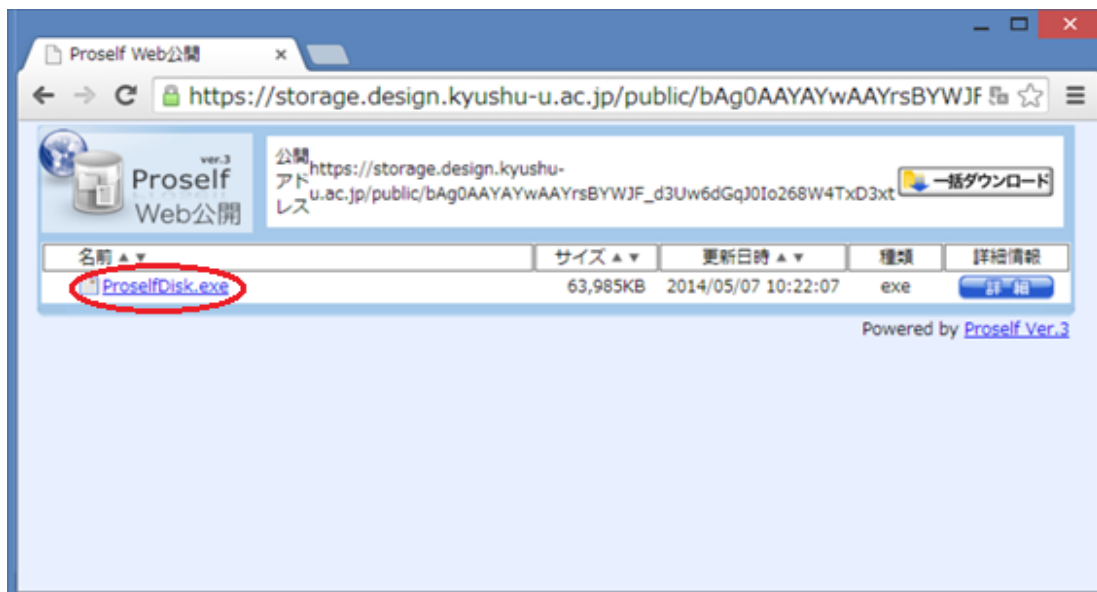 Proself Web公開
https://storage.design.kyushu-u.ac.jp/public/bAg0AAYAYwAAYrsBYWJF
ver.3
Proself
Web公開
公開アドレス
https://storage.design.kyushu-
u.ac.jp/public/bAg0AAYAYwAAYrsBYWJF_d3Uw6dGqJ0Io268W4TxD3xt
一括ダウンロード
名前▲▼ サイズ▲▼ 更新日時▲▼ 種類 詳細情報
ProselfDisk.exe 63,985KB 2014/05/07 10:22:07 exe 詳細
Powered by Proself Ver.3